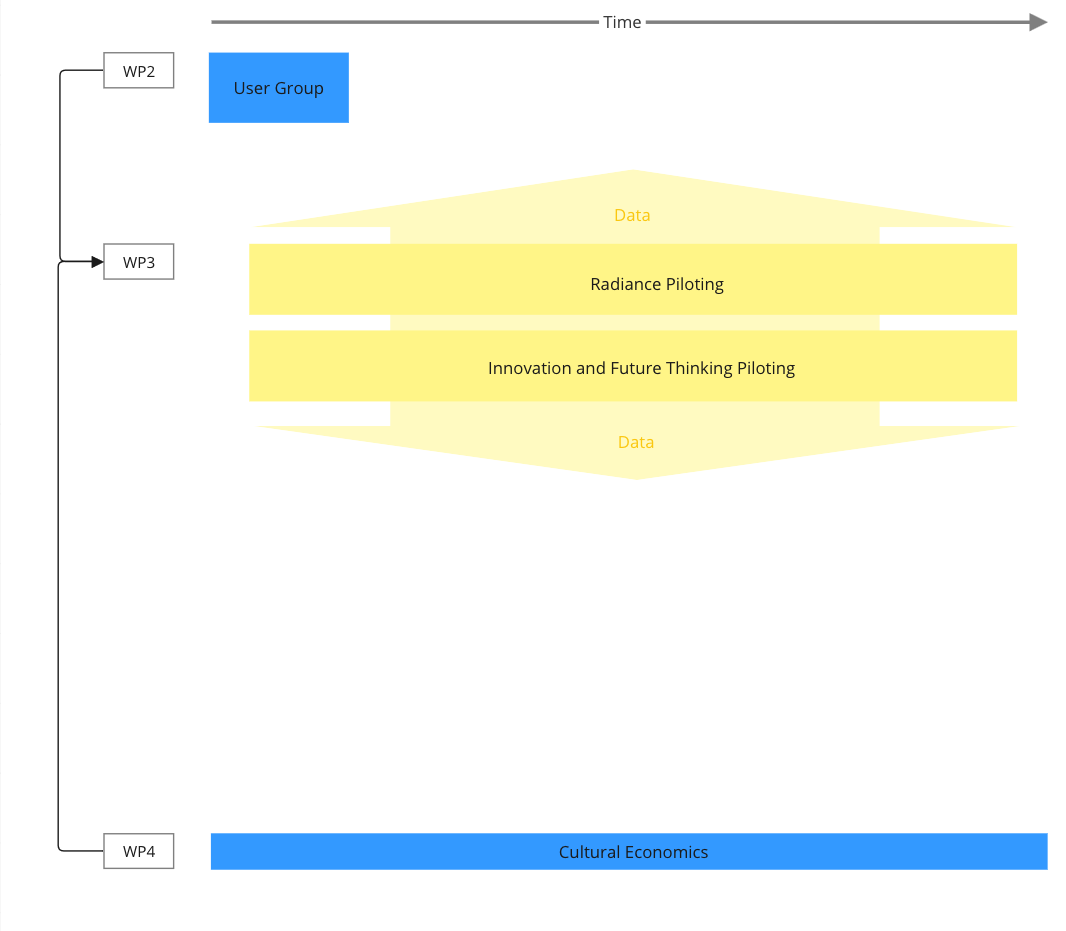 Time
WP2
User Group
Data
WP3
Radiance Piloting
Innovation and Future Thinking Piloting
Data
WP4
Cultural Economics